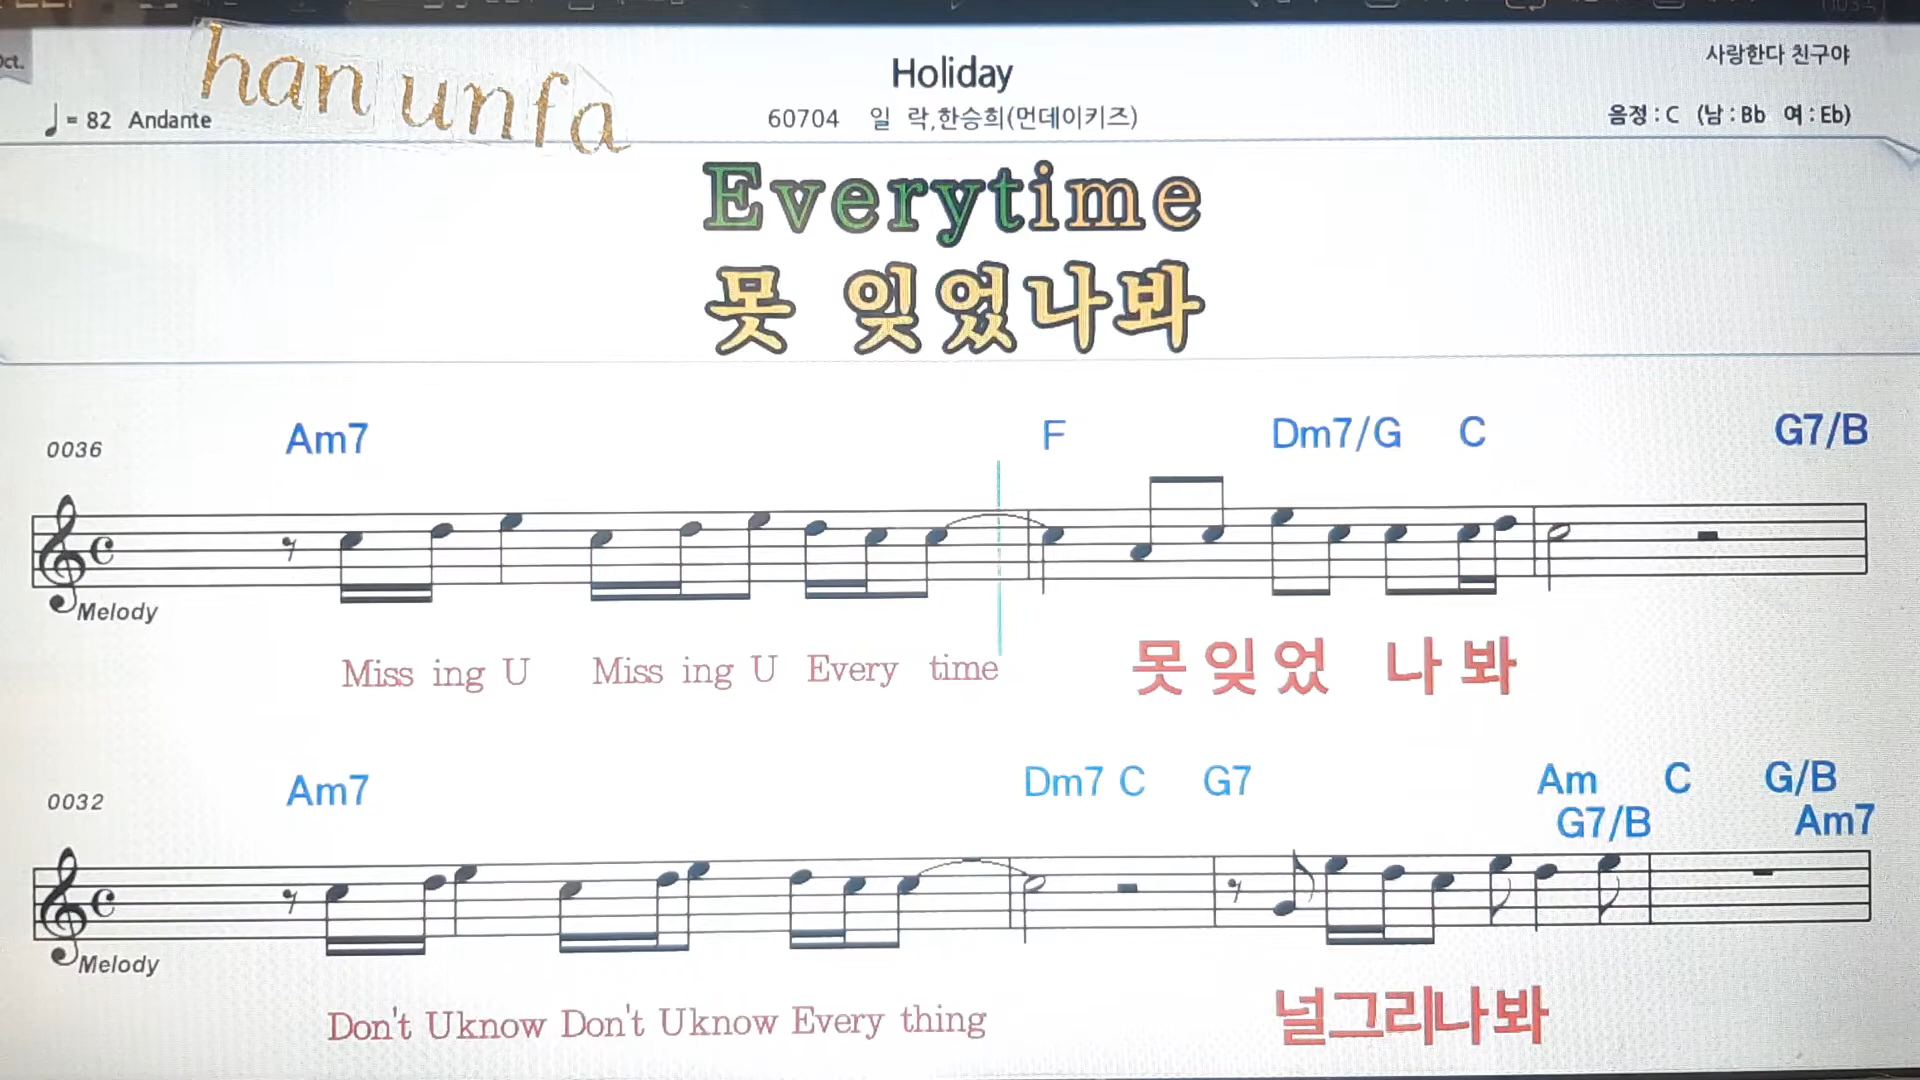 Oct.
han unfa
Holiday
사랑한다 친구야
♩ = 82 Andante
60704 일 락,한승희(먼데이키즈)
음정 : C (남 : Bb 여 : Eb)
Everytime
못 잊었나봐
0036
Am7 F Dm7/G C G7/B
Melody
Miss ing U Miss ing U Every time 못 잊 었 나 봐
0032
Am7 Dm7 C G7 Am C G/B
G7/B Am7
Melody
Don't Uknow Don't Uknow Every thing 널그리나봐